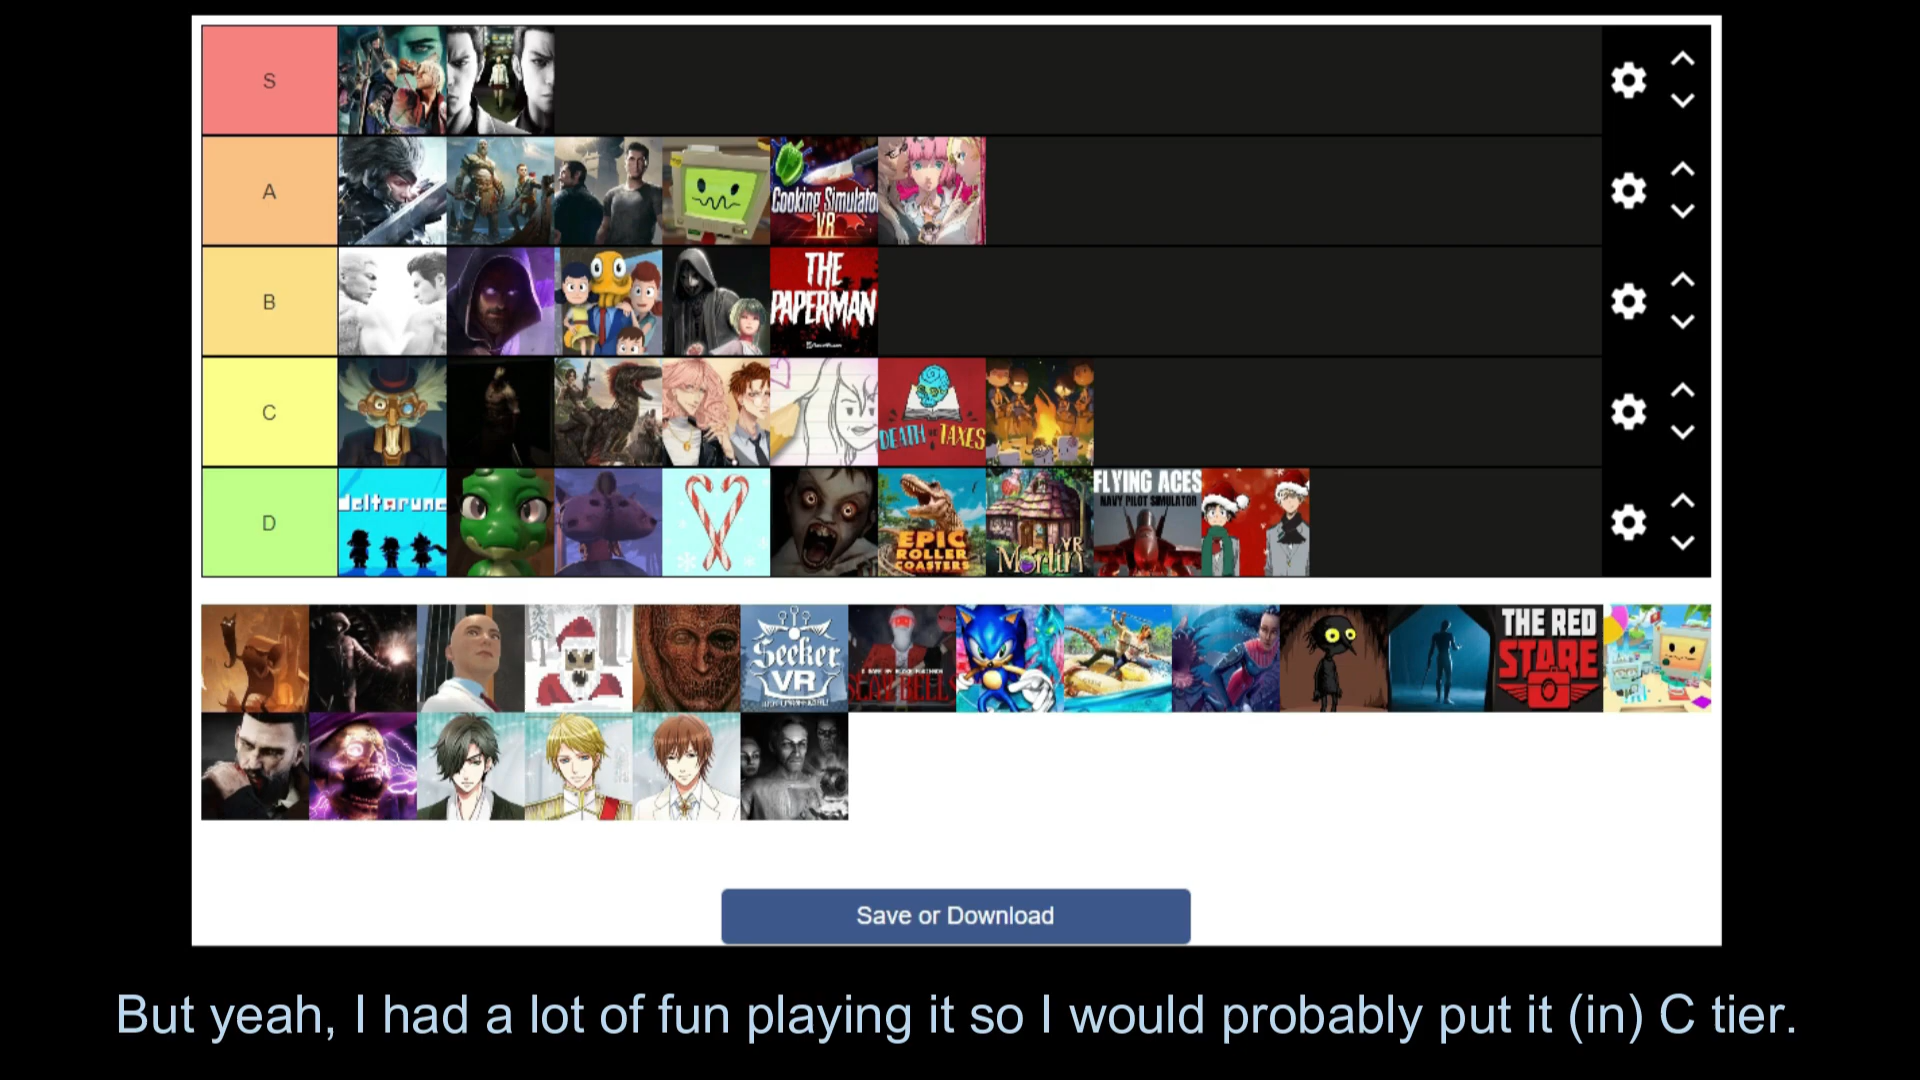 S
A
Cooking Simulator
VR
B
THE
PAPERMAN
C
DEATH AND TAXES
D
deltarune
EPIC
ROLLER
COASTERS
Merlin VR
FLYING ACES
NAVY PILOT SIMULATOR
Seeker
VR
THE RED
STARE
Save or Download
But yeah, I had a lot of fun playing it so I would probably put it (in) C tier.